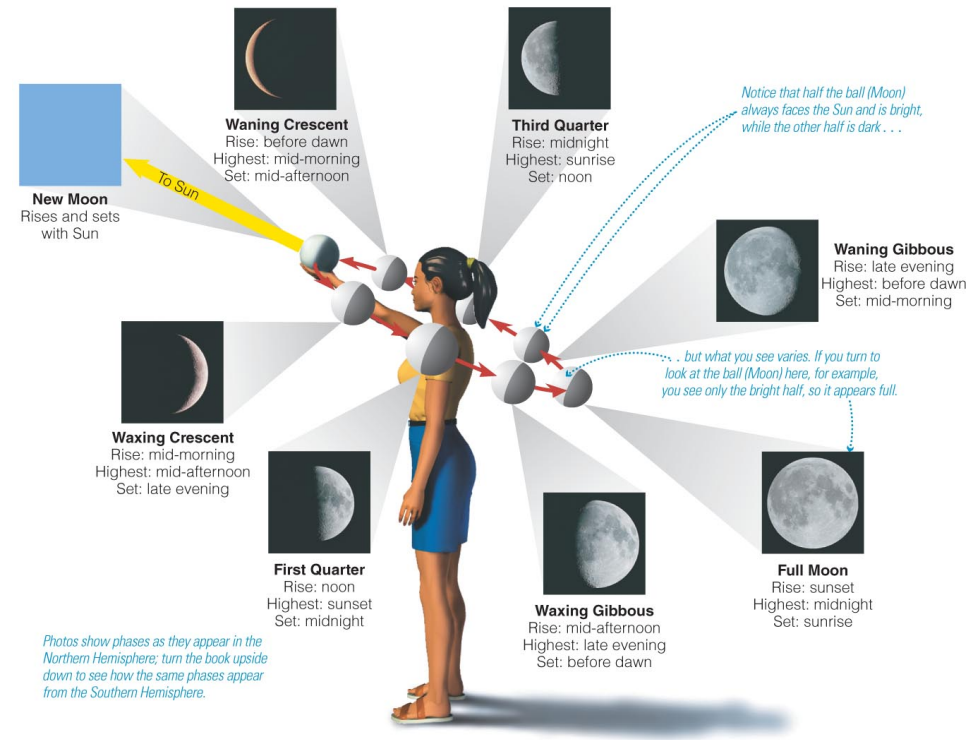 Waning Crescent
Rise: before dawn
Highest: mid-morning
Set: mid-afternoon
Third Quarter
Rise: midnight
Highest: sunrise
Set: noon
Notice that half the ball (Moon)
always faces the Sun and is bright,
while the other half is dark . . .
New Moon
Rises and sets
with Sun
To Sun
Waning Gibbous
Rise: late evening
Highest: before dawn
Set: mid-morning
. . but what you see varies. If you turn to
look at the ball (Moon) here, for example,
you see only the bright half, so it appears full.
Waxing Crescent
Rise: mid-morning
Highest: mid-afternoon
Set: late evening
First Quarter
Rise: noon
Highest: sunset
Set: midnight
Waxing Gibbous
Rise: mid-afternoon
Highest: late evening
Set: before dawn
Full Moon
Rise: sunset
Highest: midnight
Set: sunrise
Photos show phases as they appear in the
Northern Hemisphere; turn the book upside
down to see how the same phases appear
from the Southern Hemisphere.